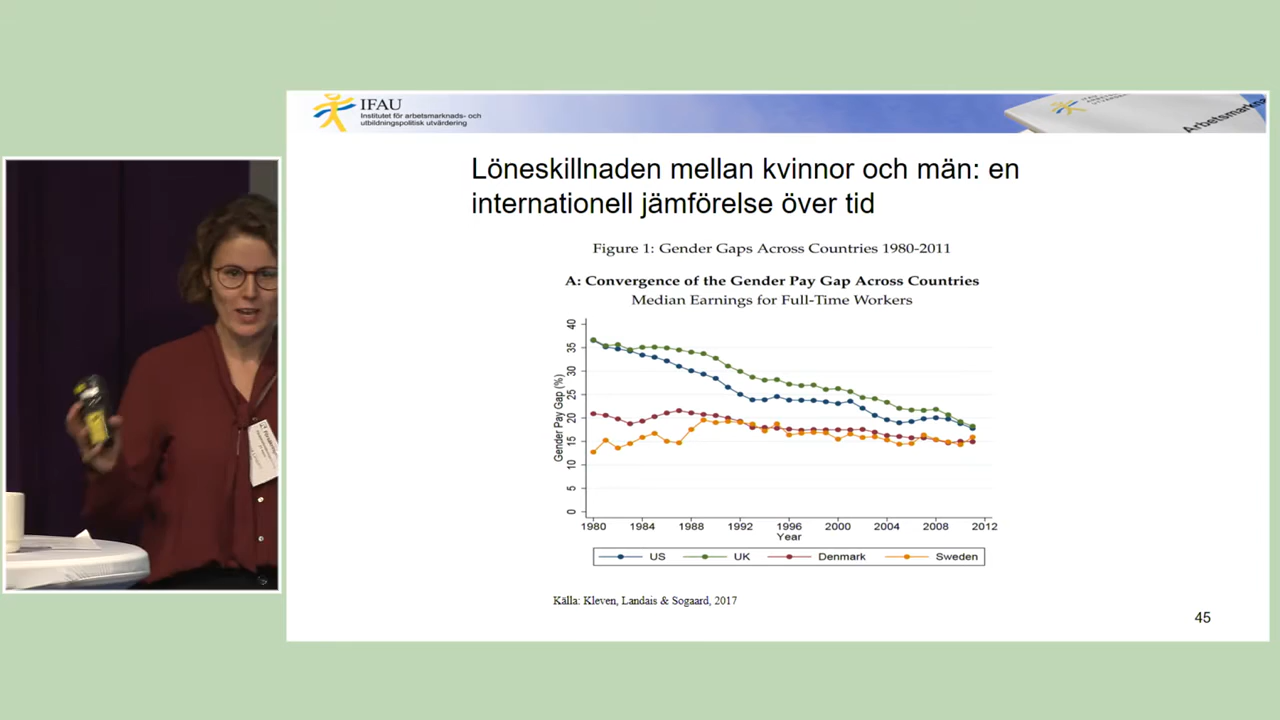 IFAU
Institutet för arbetsmarknads- och
utbildningspolitisk utvärdering
Arbetsmarkna
Löneskillnaden mellan kvinnor och män: en
internationell jämförelse över tid
Figure 1: Gender Gaps Across Countries 1980-2011
A: Convergence of the Gender Pay Gap Across Countries
Median Earnings for Full-Time Workers
Gender Pay Gap (%)
40
35
30
25
20
15
10
5
0
1980 1984 1988 1992 1996 2000 2004 2008 2012
Year
US UK Denmark Sweden
Källa: Kleven, Landais & Sogaard, 2017
45